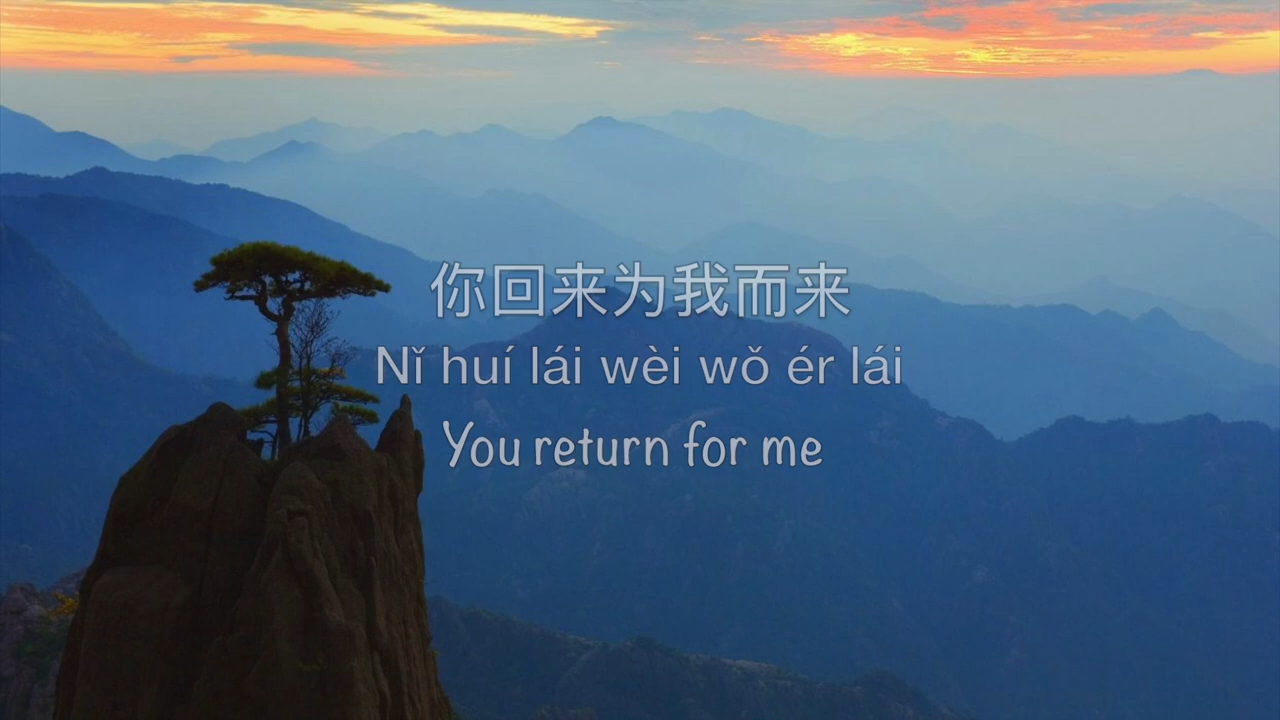 你回来为我而来
Nǐ huí lái wèi wǒ ér lái
You return for me